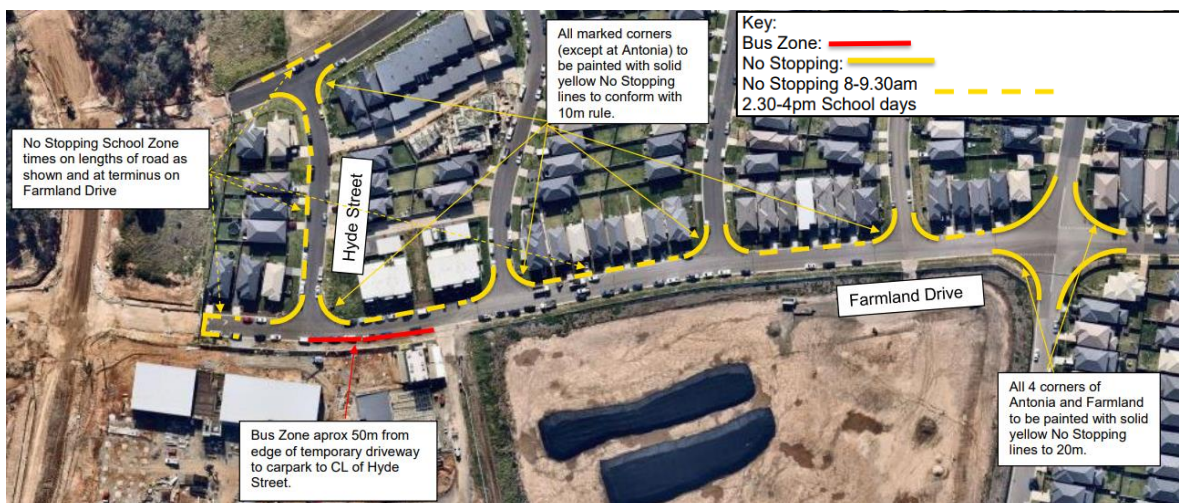 All marked corners
(except at Antonia) to
be painted with solid
yellow No Stopping
lines to conform with
10m rule.
Key:
Bus Zone:
No Stopping:
No Stopping 8-9.30am
2.30-4pm School days
No Stopping School Zone
times on lengths of road as
shown and at terminus on
Farmland Drive
Hyde Street
Farmland Drive
Bus Zone aprox 50m from
edge of temporary driveway
to carpark to CL of Hyde
Street.
All 4 corners of
Antonia and Farmland
to be painted with solid
yellow No Stopping
lines to 20m.